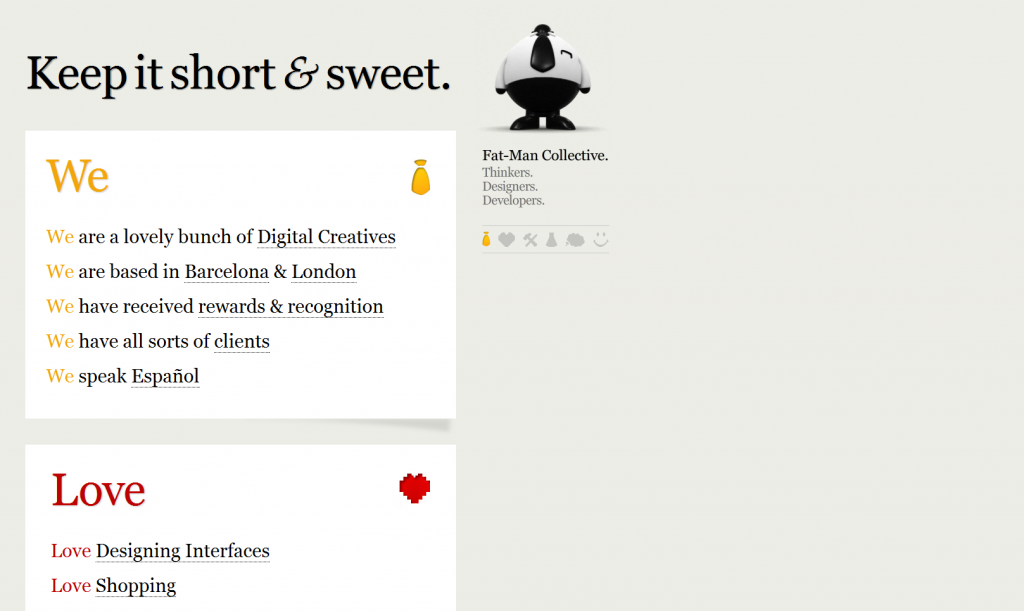 Keep it short & sweet.
We
We are a lovely bunch of Digital Creatives
We are based in Barcelona & London
We have received rewards & recognition
We have all sorts of clients
We speak Español
Love
Love Designing Interfaces
Love Shopping
Fat-Man Collective.
Thinkers.
Designers.
Developers.